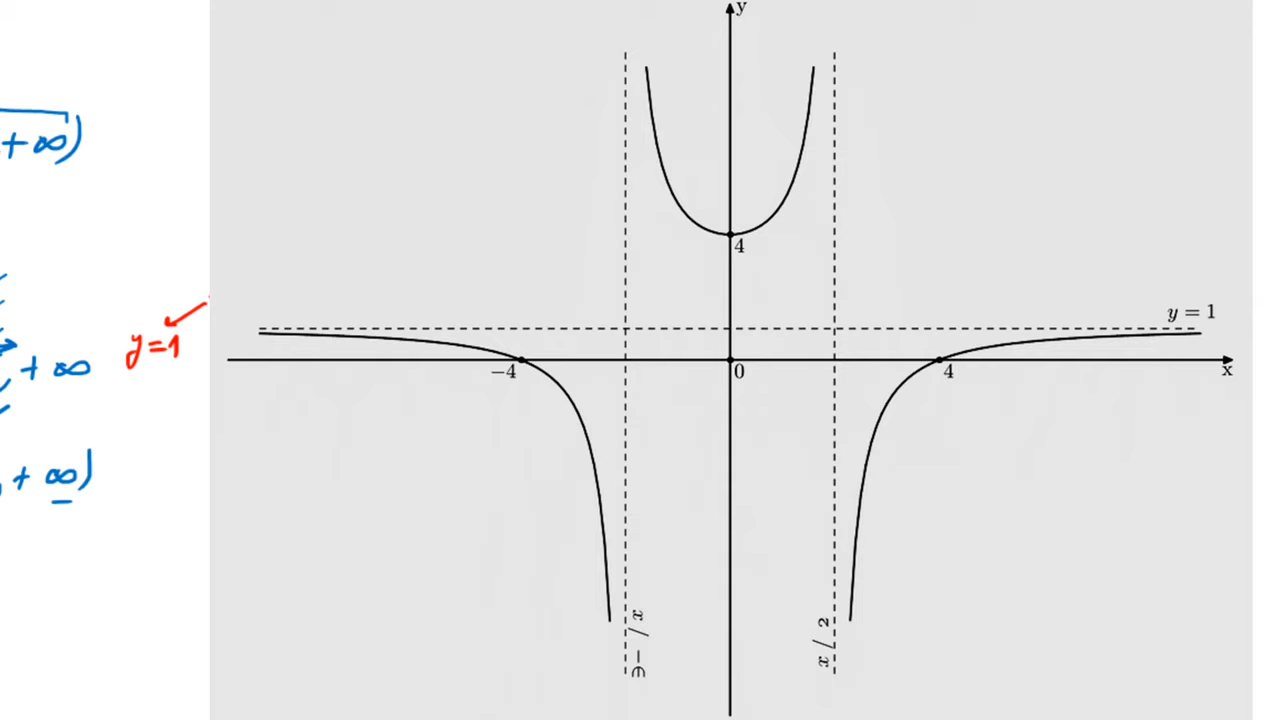 y
+ ∞)
4
y = 1
y=1
+ ∞
−4
0
4
x
+ ∞)
x /
x / 2